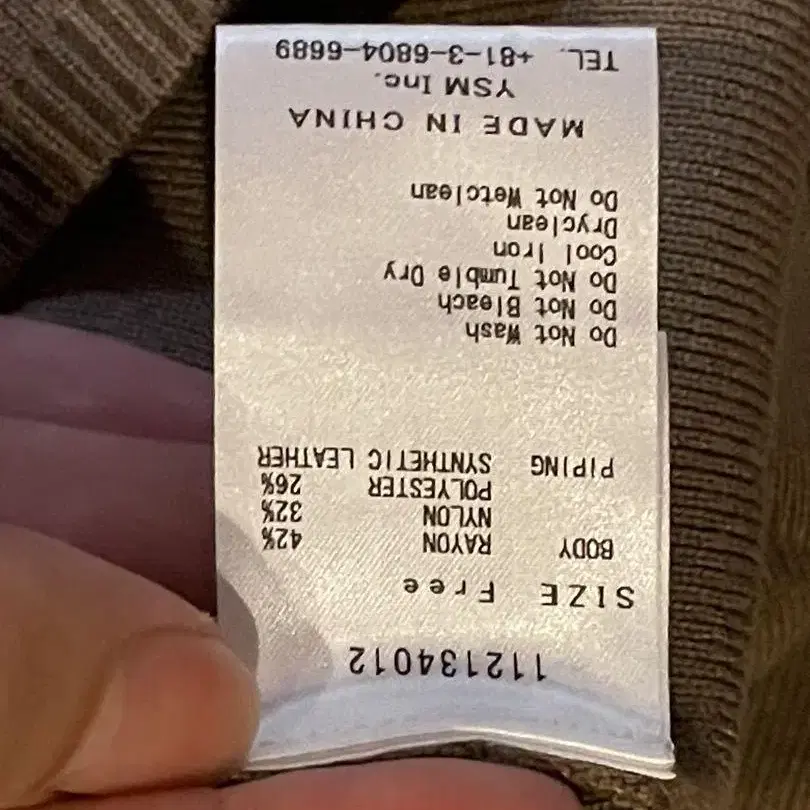 112134012
SIZE Free
BODY RAYON 42%
NYLON 32%
POLYESTER 26%
PIPING SYNTHETIC LEATHER
Do Not Wash
Do Not Bleach
Do Not Tumble Dry
Cool Iron
Dryclean
Do Not Wetclean
MADE IN CHINA
YSM Inc.
TEL. +81-3-6804-6689